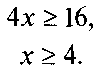 4x ≥ 16,
x ≥ 4.